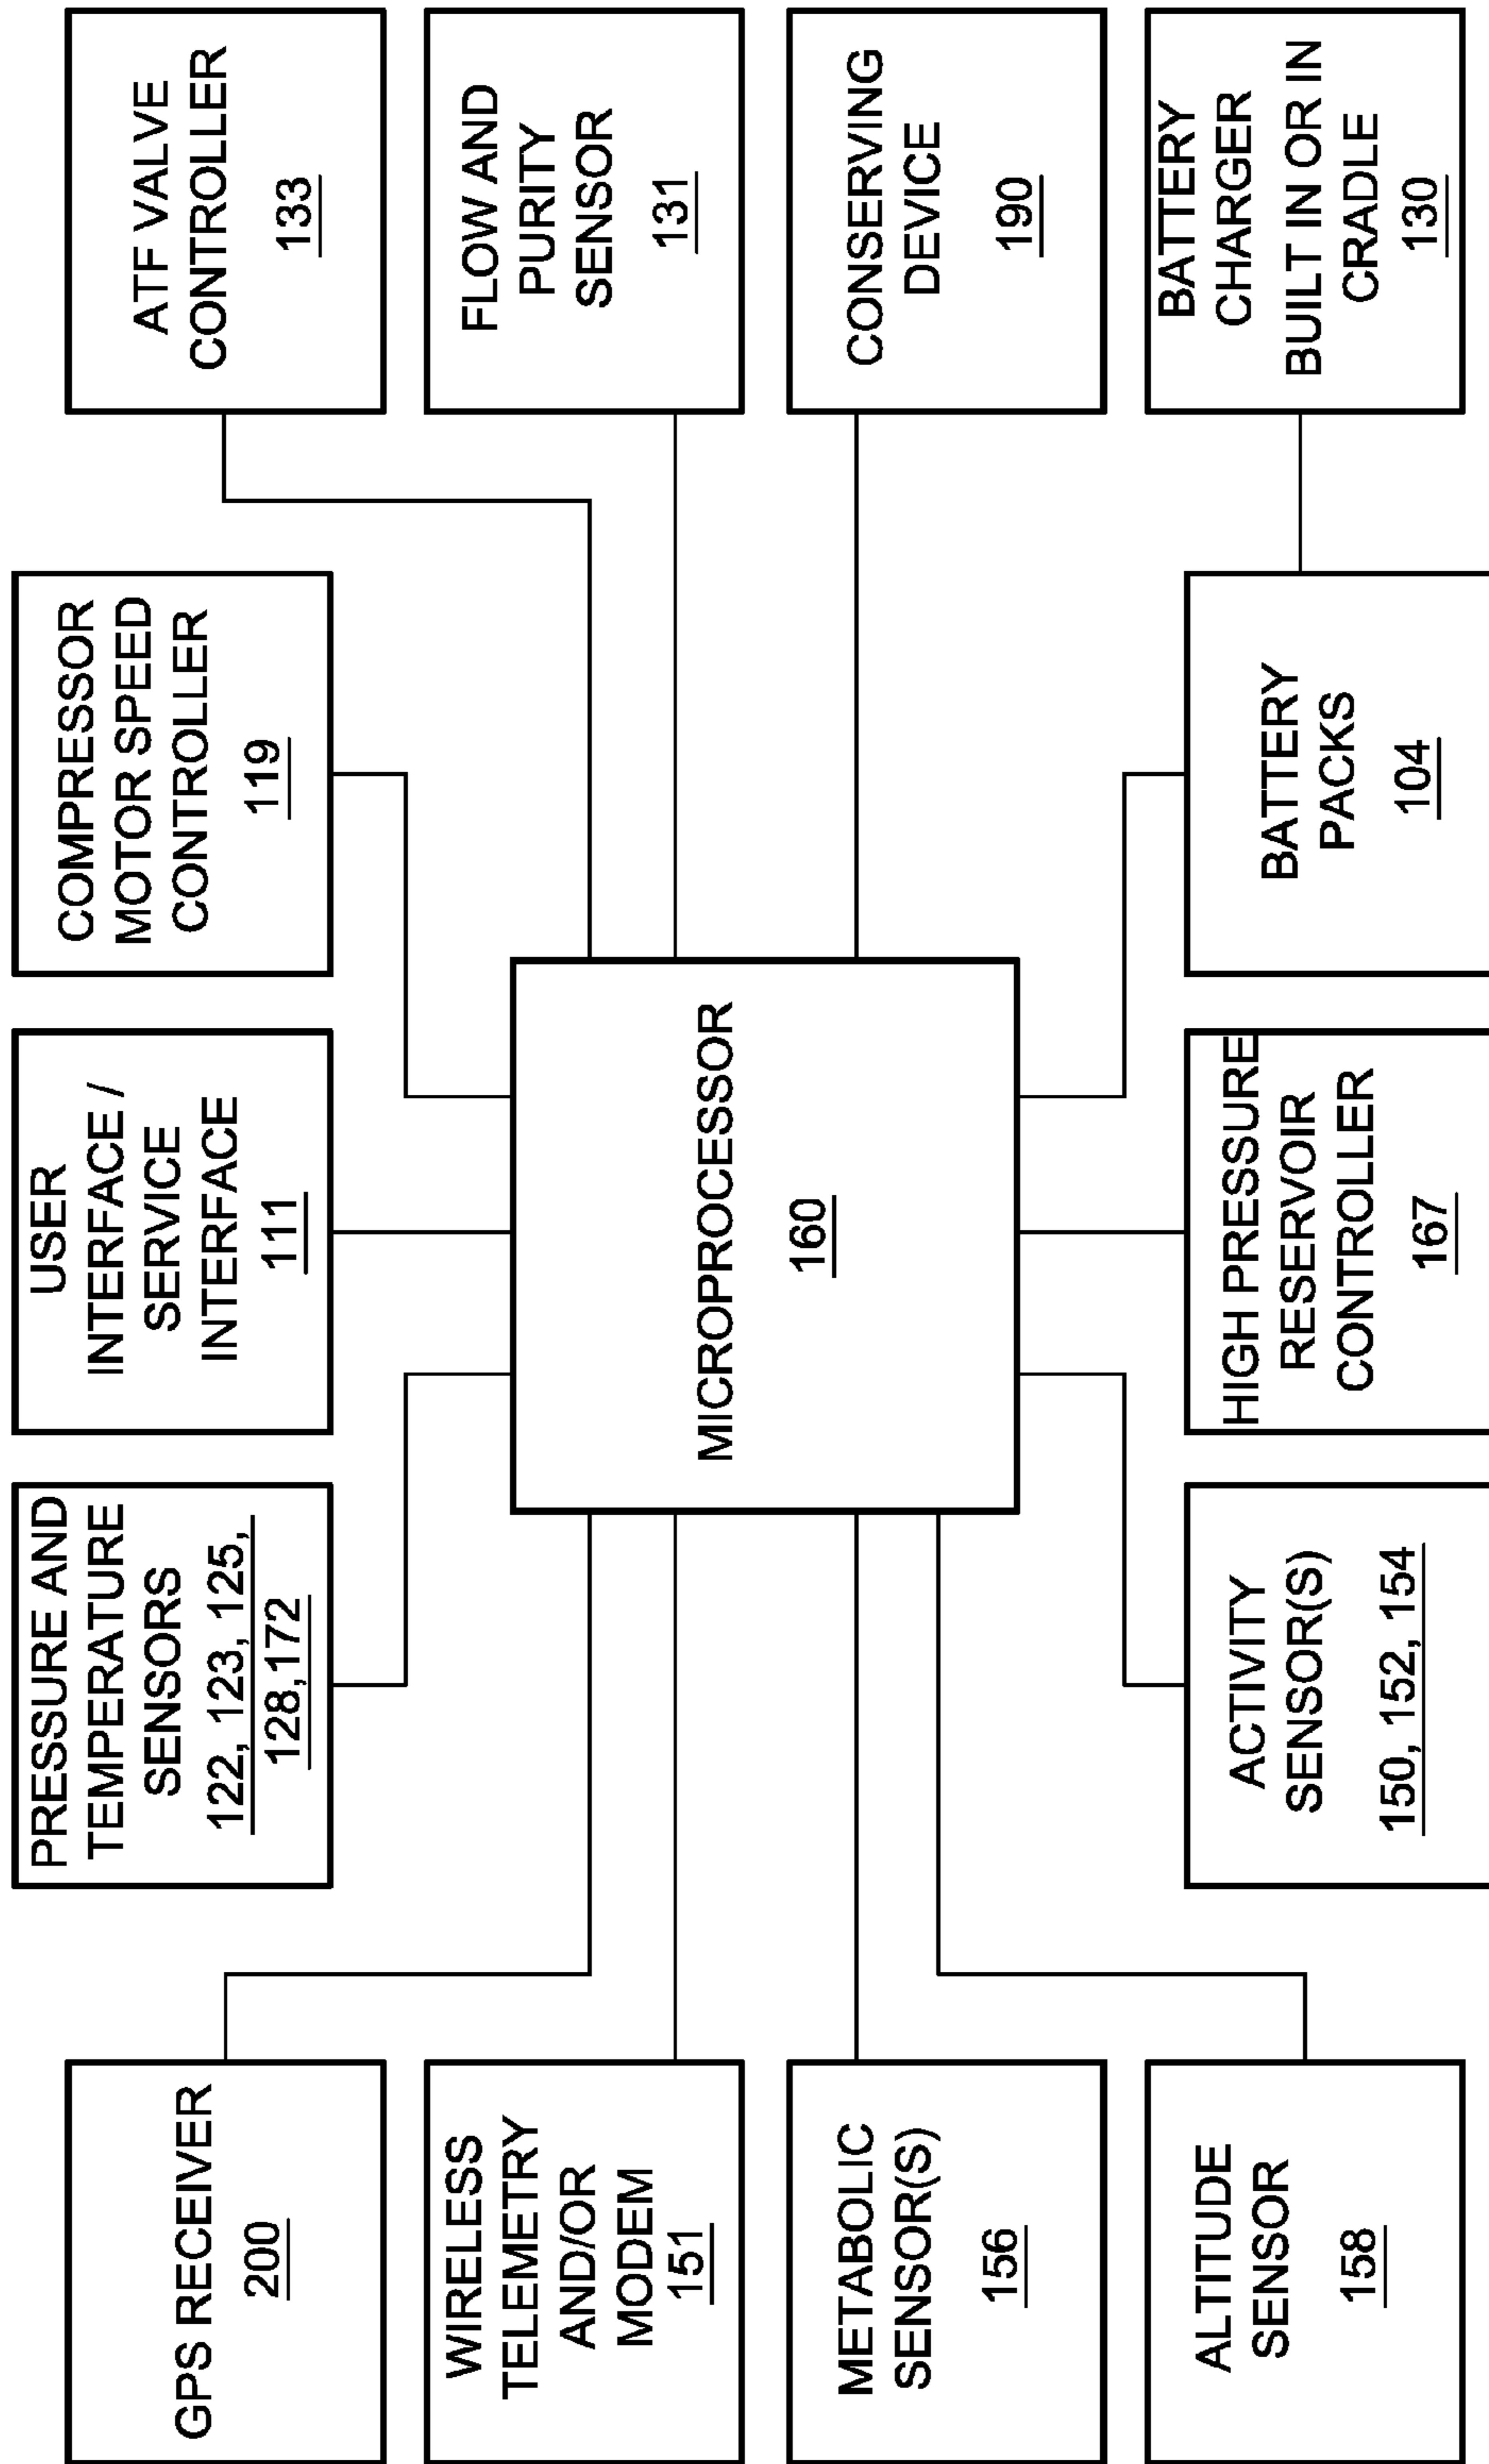 GPS RECEIVER
200
PRESSURE AND
TEMPERATURE
SENSORS
122, 123, 125,
128,172
USER
INTERFACE /
SERVICE
INTERFACE
111
COMPRESSOR
MOTOR SPEED
CONTROLLER
119
ATF VALVE
CONTROLLER
133
WIRELESS
TELEMETRY
AND/OR
MODEM
151
MICROPROCESSOR
160
FLOW AND
PURITY
SENSOR
131
METABOLIC
SENSOR(S)
156
CONSERVING
DEVICE
190
ALTITUDE
SENSOR
158
ACTIVITY
SENSOR(S)
150, 152, 154
HIGH PRESSURE
RESERVOIR
CONTROLLER
167
BATTERY
PACKS
104
BATTERY
CHARGER
BUILT IN OR IN
CRADLE
130